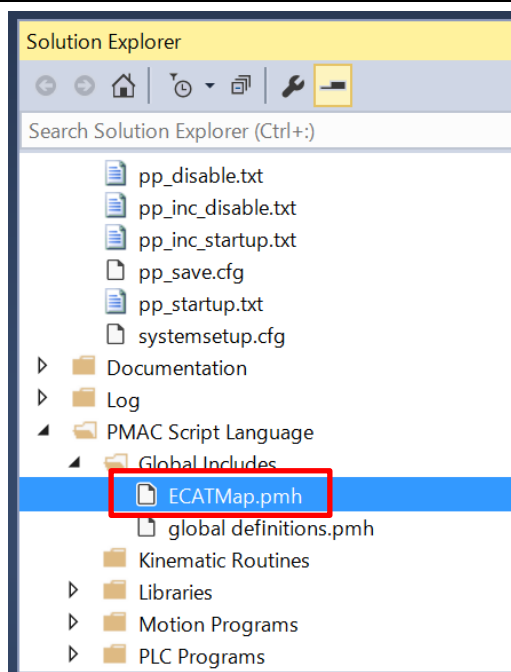 Solution Explorer
Search Solution Explorer (Ctrl+:)
pp_disable.txt
pp_inc_disable.txt
pp_inc_startup.txt
pp_save.cfg
pp_startup.txt
systemsetup.cfg
Documentation
Log
PMAC Script Language
Global Includes
ECATMap.pmh
global definitions.pmh
Kinematic Routines
Libraries
Motion Programs
PLC Programs